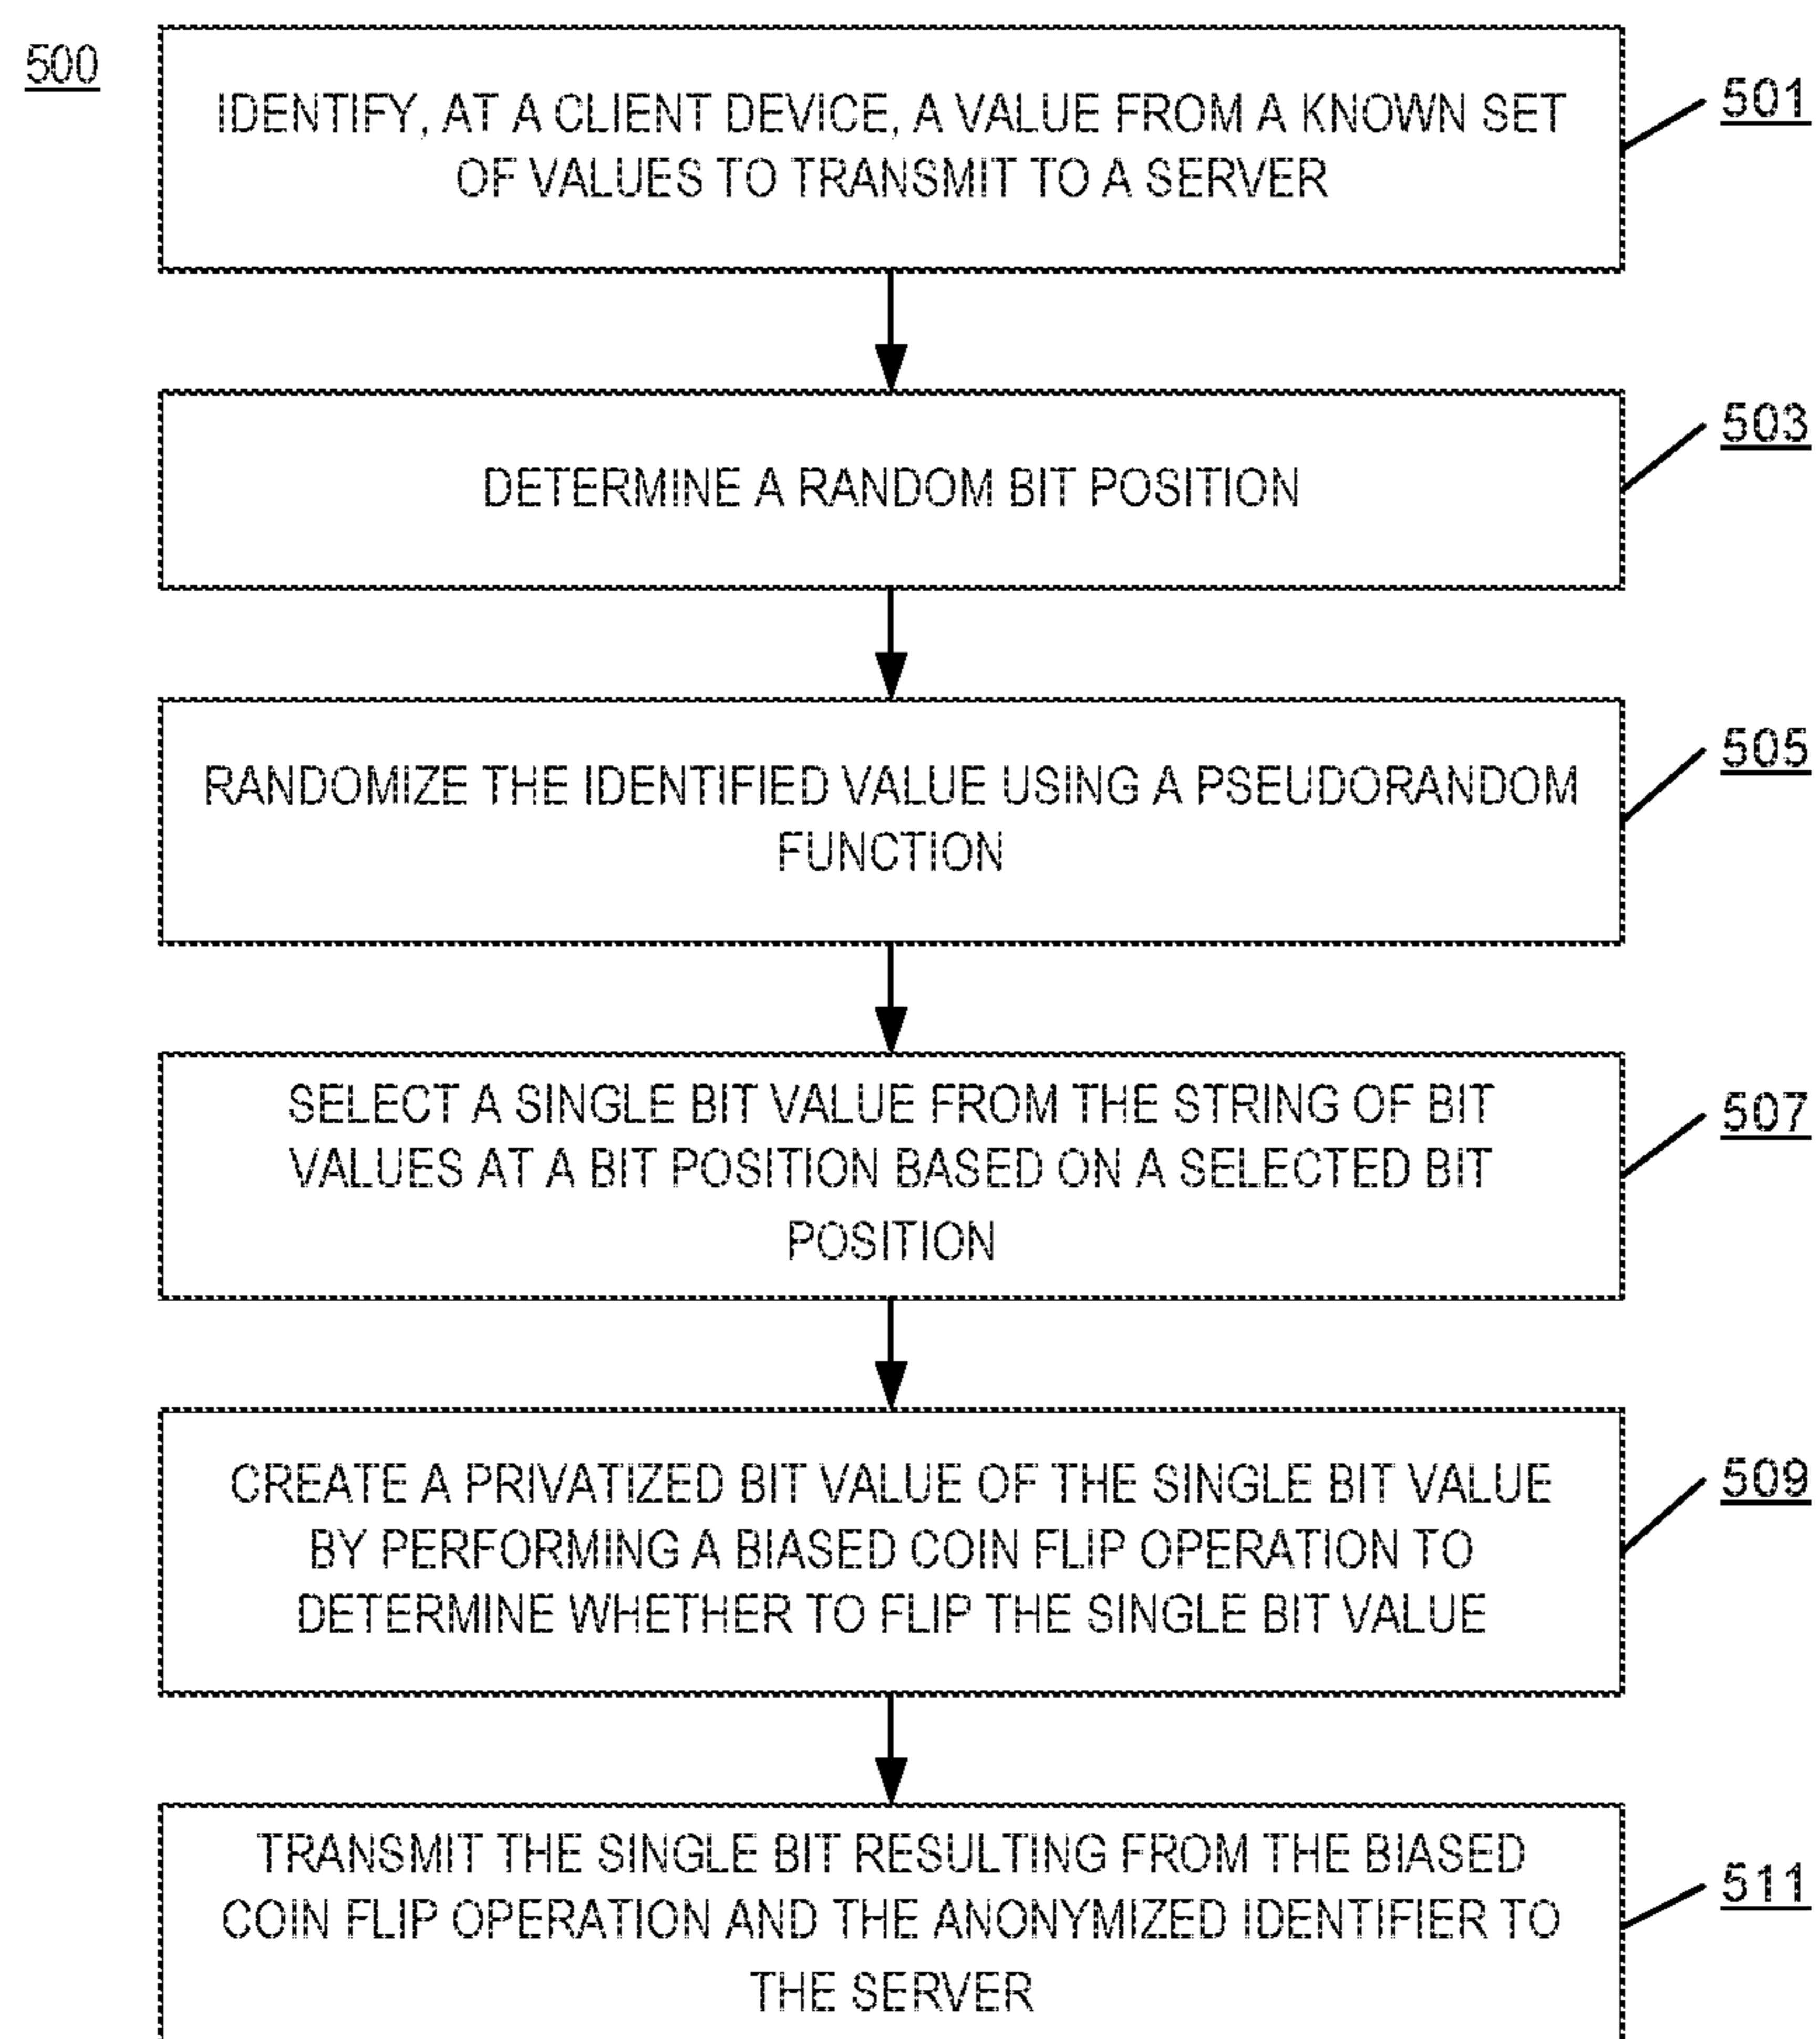 500
IDENTIFY, AT A CLIENT DEVICE, A VALUE FROM A KNOWN SET
OF VALUES TO TRANSMIT TO A SERVER
501
DETERMINE A RANDOM BIT POSITION
503
RANDOMIZE THE IDENTIFIED VALUE USING A PSEUDORANDOM
FUNCTION
505
SELECT A SINGLE BIT VALUE FROM THE STRING OF BIT
VALUES AT A BIT POSITION BASED ON A SELECTED BIT
POSITION
507
CREATE A PRIVATIZED BIT VALUE OF THE SINGLE BIT VALUE
BY PERFORMING A BIASED COIN FLIP OPERATION TO
DETERMINE WHETHER TO FLIP THE SINGLE BIT VALUE
509
TRANSMIT THE SINGLE BIT RESULTING FROM THE BIASED
COIN FLIP OPERATION AND THE ANONYMIZED IDENTIFIER TO
THE SERVER
511